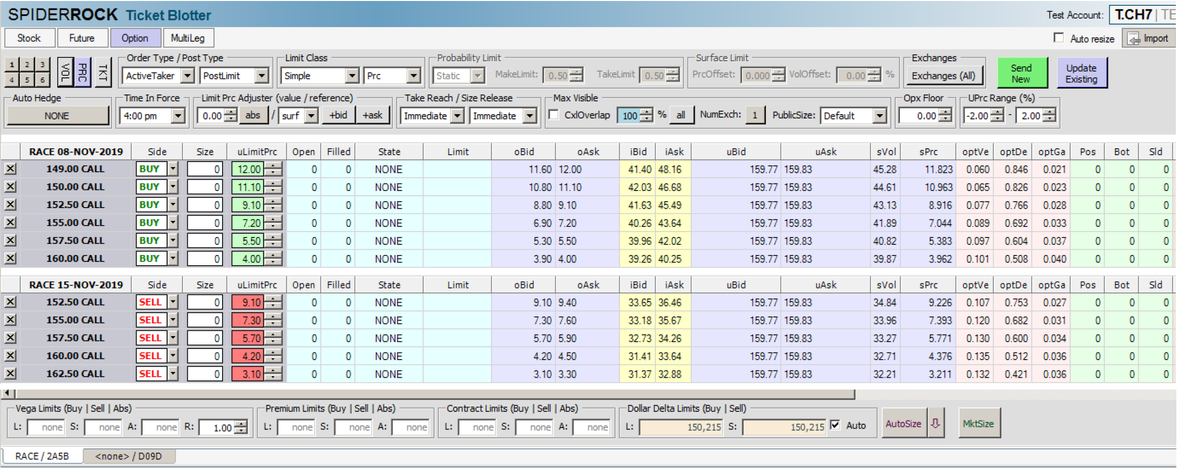 SPIDERROCK Ticket Blotter Test Account: T.CH7 | TE
Stock Future Option MultiLeg Auto resize Import
1 2 3 4 5 6 VOL PRC TKT
Order Type / Post Type Limit Class Probability Limit Surface Limit Exchanges
ActiveTaker PostLimit Simple Prc Static MakeLimit: 0.50 TakeLimit 0.50 PrcOffset: 0.000 VolOffset: 0.00 % Exchanges (All) Send New Update Existing
Auto Hedge Time In Force Limit Prc Adjuster (value / reference) Take Reach / Size Release Max Visible Opx Floor UPrc Range (%)
NONE 4:00 pm 0.00 abs / surf +bid +ask Immediate Immediate CxlOverlap 100 % all NumExch: 1 PublicSize: Default 0.00 -2.00 - 2.00
RACE 08-NOV-2019 Side Size uLimitPrc Open Filled State Limit oBid oAsk iBid iAsk uBid uAsk sVol sPrc optVe optDe optGa Pos Bot Sld
149.00 CALL BUY 0 12.00 0 0 NONE 11.60 12.00 41.40 48.16 159.77 159.83 45.28 11.823 0.060 0.846 0.021 0 0 0
150.00 CALL BUY 0 11.10 0 0 NONE 10.80 11.10 42.03 46.68 159.77 159.83 44.61 10.963 0.065 0.826 0.023 0 0 0
152.50 CALL BUY 0 9.10 0 0 NONE 8.80 9.10 41.63 45.49 159.77 159.83 43.13 8.916 0.077 0.766 0.028 0 0 0
155.00 CALL BUY 0 7.20 0 0 NONE 6.90 7.20 40.26 43.64 159.77 159.83 41.89 7.044 0.089 0.692 0.033 0 0 0
157.50 CALL BUY 0 5.50 0 0 NONE 5.30 5.50 39.96 42.02 159.77 159.83 40.82 5.383 0.097 0.604 0.037 0 0 0
160.00 CALL BUY 0 4.00 0 0 NONE 3.90 4.00 39.26 40.25 159.77 159.83 39.87 3.962 0.101 0.508 0.040 0 0 0
RACE 15-NOV-2019 Side Size uLimitPrc Open Filled State Limit oBid oAsk iBid iAsk uBid uAsk sVol sPrc optVe optDe optGa Pos Bot Sld
152.50 CALL SELL 0 9.10 0 0 NONE 9.10 9.40 33.65 36.46 159.77 159.83 34.84 9.226 0.107 0.753 0.027 0 0 0
155.00 CALL SELL 0 7.30 0 0 NONE 7.30 7.60 33.18 35.67 159.77 159.83 33.96 7.393 0.120 0.682 0.031 0 0 0
157.50 CALL SELL 0 5.70 0 0 NONE 5.70 5.90 32.73 34.26 159.77 159.83 33.27 5.771 0.130 0.600 0.034 0 0 0
160.00 CALL SELL 0 4.20 0 0 NONE 4.20 4.50 31.41 33.64 159.77 159.83 32.71 4.376 0.135 0.512 0.036 0 0 0
162.50 CALL SELL 0 3.10 0 0 NONE 3.10 3.30 31.37 32.88 159.77 159.83 32.21 3.211 0.132 0.421 0.036 0 0 0
Vega Limits (Buy | Sell | Abs) Premium Limits (Buy | Sell | Abs) Contract Limits (Buy | Sell | Abs) Dollar Delta Limits (Buy | Sell)
L: none S: none A: none R: 1.00 L: none S: none A: none L: none S: none A: none L: 150,215 S: 150,215 Auto AutoSize MktSize
RACE / 2A5B <none> / D09D